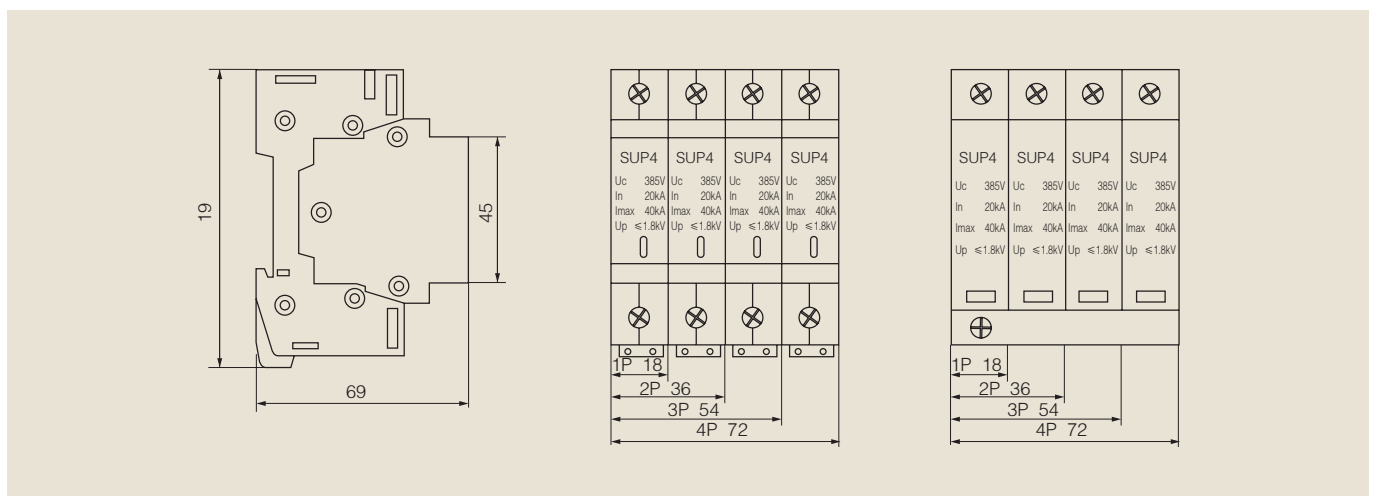 19
45
69
SUP4 SUP4 SUP4 SUP4
Uc 385V Uc 385V Uc 385V Uc 385V
In 20kA In 20kA In 20kA In 20kA
Imax 40kA Imax 40kA Imax 40kA Imax 40kA
Up ≤1.8kV Up ≤1.8kV Up ≤1.8kV Up ≤1.8kV
1P 18
2P 36
3P 54
4P 72
SUP4 SUP4 SUP4 SUP4
Uc 385V Uc 385V Uc 385V Uc 385V
In 20kA In 20kA In 20kA In 20kA
Imax 40kA Imax 40kA Imax 40kA Imax 40kA
Up ≤1.8kV Up ≤1.8kV Up ≤1.8kV Up ≤1.8kV
1P 18
2P 36
3P 54
4P 72